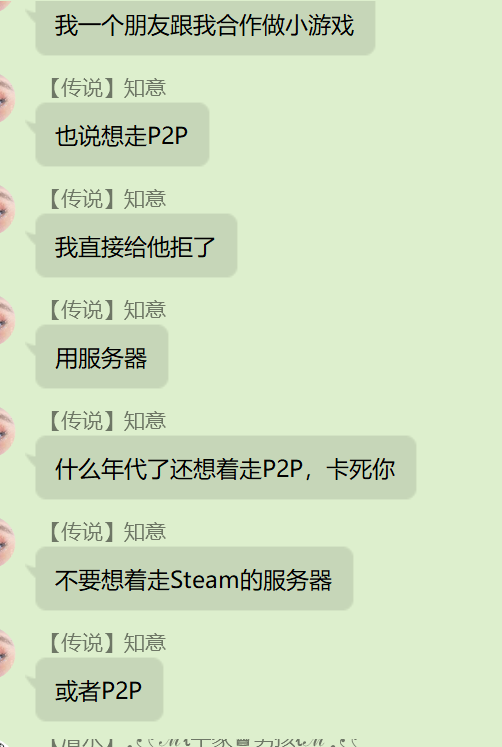 我一个朋友跟我合作做小游戏
【传说】知意
也说想走P2P
【传说】知意
我直接给他拒了
【传说】知意
用服务器
【传说】知意
什么年代了还想着走P2P，卡死你
【传说】知意
不要想着走Steam的服务器
【传说】知意
或者P2P